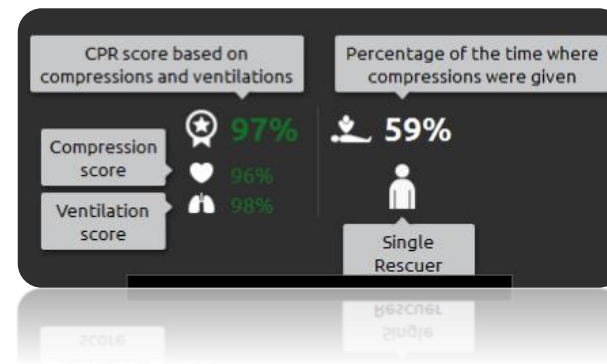 CPR score based on
compressions and ventilations
Percentage of the time where
compressions were given
97%
59%
Compression
score
96%
Ventilation
score
98%
Single
Rescuer